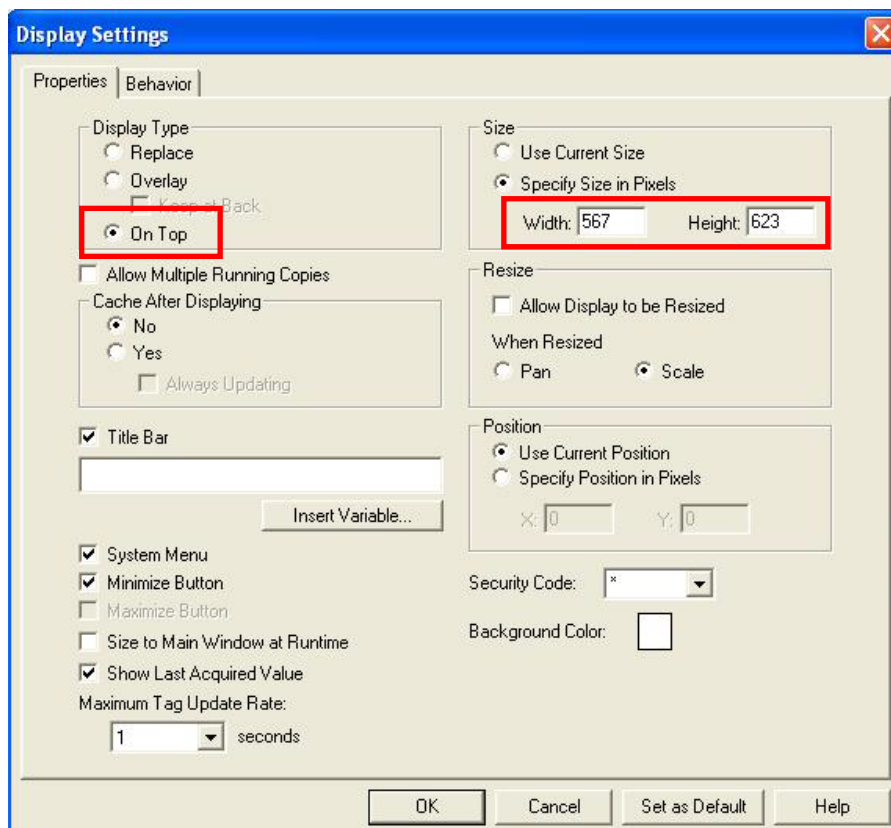 Display Settings
Properties
Behavior
Display Type
Replace
Overlay
Keep at Back
On Top
Allow Multiple Running Copies
Cache After Displaying
No
Yes
Always Updating
Title Bar
Insert Variable...
System Menu
Minimize Button
Maximize Button
Size to Main Window at Runtime
Show Last Acquired Value
Maximum Tag Update Rate:
1 seconds
Size
Use Current Size
Specify Size in Pixels
Width: 567 Height: 623
Resize
Allow Display to be Resized
When Resized
Pan Scale
Position
Use Current Position
Specify Position in Pixels
X: 0 Y: 0
Security Code: *
Background Color:
OK Cancel Set as Default Help